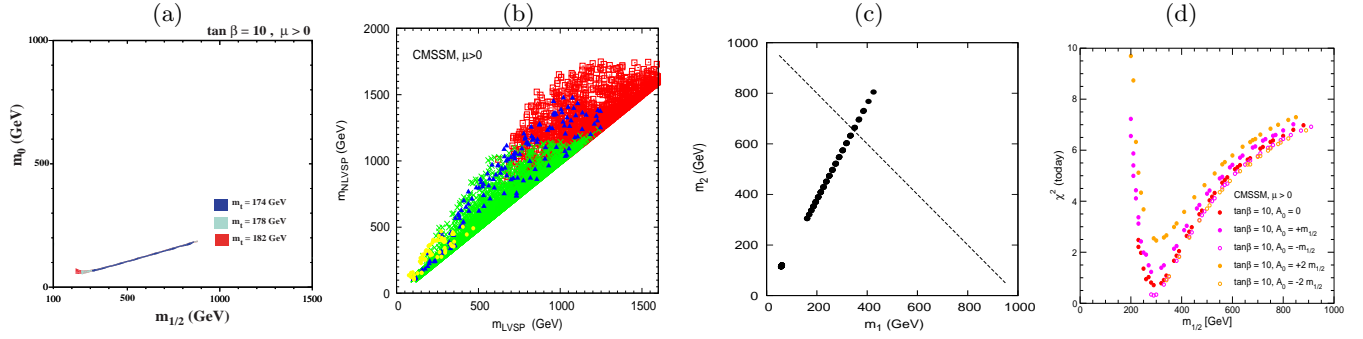 (a)
tan β = 10 , μ > 0
1000
500
0
100
500
1000
1500
m0 (GeV)
m1/2 (GeV)
mt = 174 GeV
mt = 178 GeV
mt = 182 GeV
(b)
CMSSM, μ>0
2000
1500
1000
500
0
0
500
1000
1500
mNLVSP (GeV)
mLVSP (GeV)
(c)
1000
800
600
400
200
0
0
200
400
600
800
1000
m2 (GeV)
m1 (GeV)
(d)
10
8
6
4
2
0
200
400
600
800
1000
χ2 (today)
m1/2 [GeV]
CMSSM, μ > 0
tanβ = 10, A0 = 0
tanβ = 10, A0 = +m1/2
tanβ = 10, A0 = -m1/2
tanβ = 10, A0 = +2 m1/2
tanβ = 10, A0 = -2 m1/2